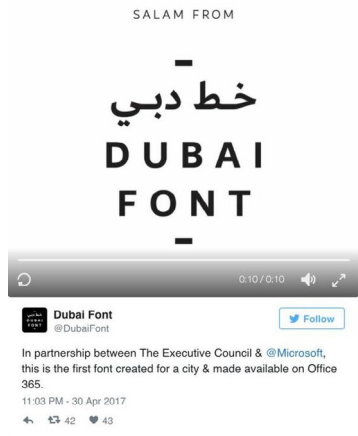 SALAM FROM
خط دبي
DUBAI
FONT
0:10/0:10
Dubai Font
@DubaiFont
Follow
In partnership between The Executive Council & @Microsoft,
this is the first font created for a city & made available on Office
365.
11:03 PM - 30 Apr 2017
42 43